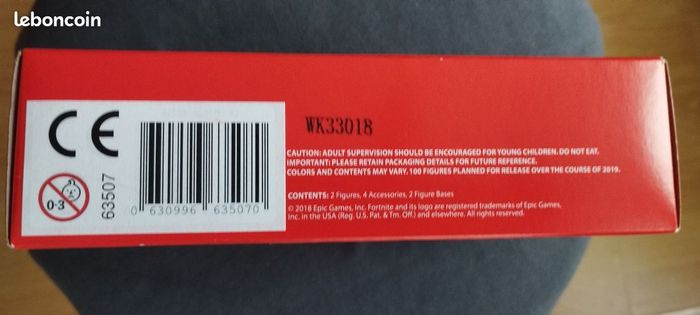 leboncoin
WK33018
CE
0-3
63507
0 630996 635070
CAUTION: ADULT SUPERVISION SHOULD BE ENCOURAGED FOR YOUNG CHILDREN. DO NOT EAT.
IMPORTANT: PLEASE RETAIN PACKAGING DETAILS FOR FUTURE REFERENCE.
COLORS AND CONTENTS MAY VARY. 100 FIGURES PLANNED FOR RELEASE OVER THE COURSE OF 2019.
CONTENTS: 2 Figures, 4 Accessories, 2 Figure Bases
© 2018 Epic Games, Inc. Fortnite and its logo are registered trademarks of Epic Games,
Inc. in the USA (Reg. U.S. Pat. & Tm. Off.) and elsewhere. All rights reserved.